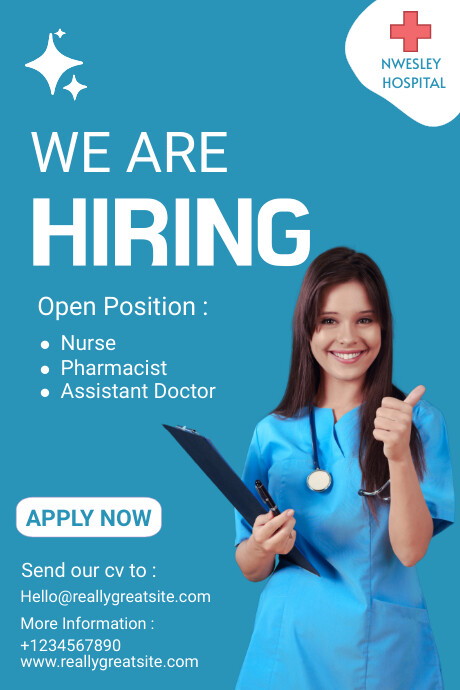 NWESLEY
HOSPITAL
WE ARE
HIRING
Open Position :
• Nurse
• Pharmacist
• Assistant Doctor
APPLY NOW
Send our cv to :
Hello@reallygreatsite.com
More Information :
+1234567890
www.reallygreatsite.com